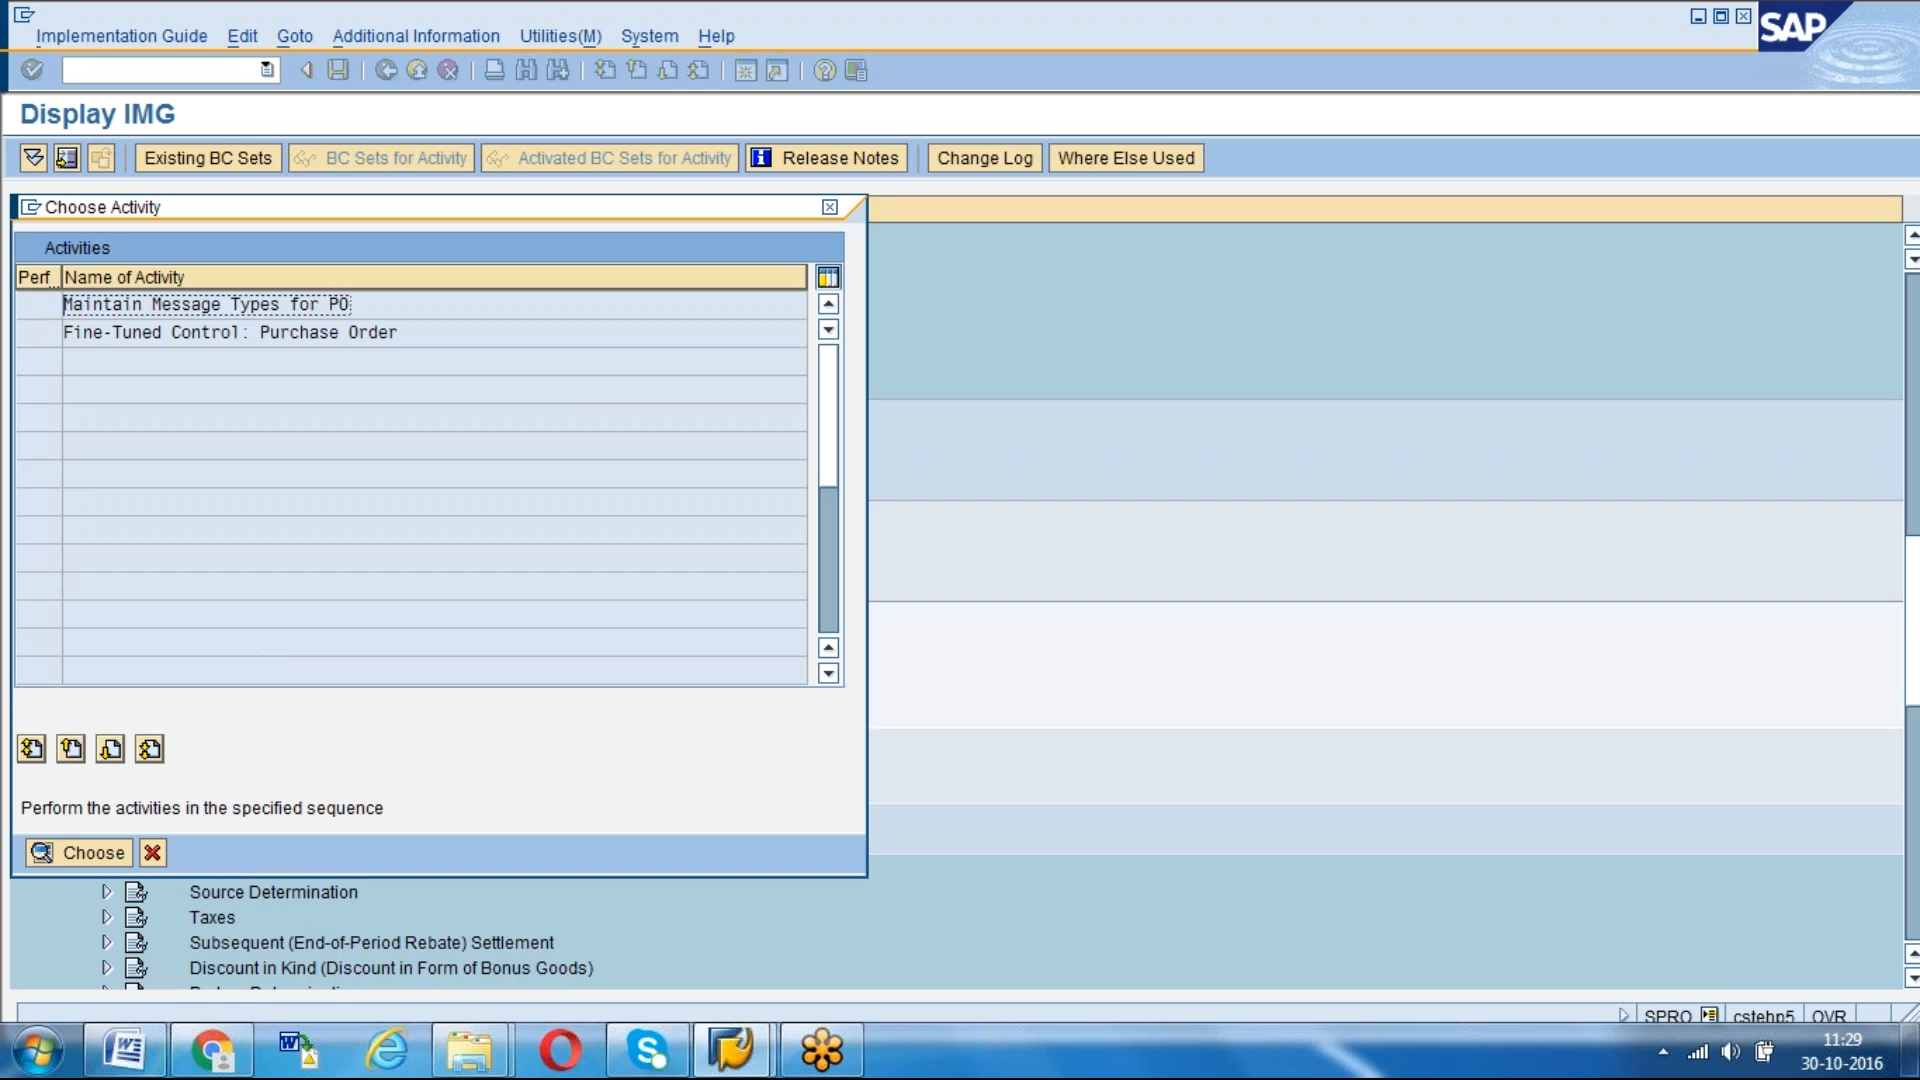 Implementation Guide Edit Goto Additional Information Utilities(M) System Help
SAP
Display IMG
Existing BC Sets BC Sets for Activity Activated BC Sets for Activity Release Notes Change Log Where Else Used
Choose Activity
Activities
Perf.. Name of Activity
Maintain Message Types for PO
Fine-Tuned Control: Purchase Order
Perform the activities in the specified sequence
Choose
Source Determination
Taxes
Subsequent (End-of-Period Rebate) Settlement
Discount in Kind (Discount in Form of Bonus Goods)
SPRO cstehp5 OVR
11:29
30-10-2016